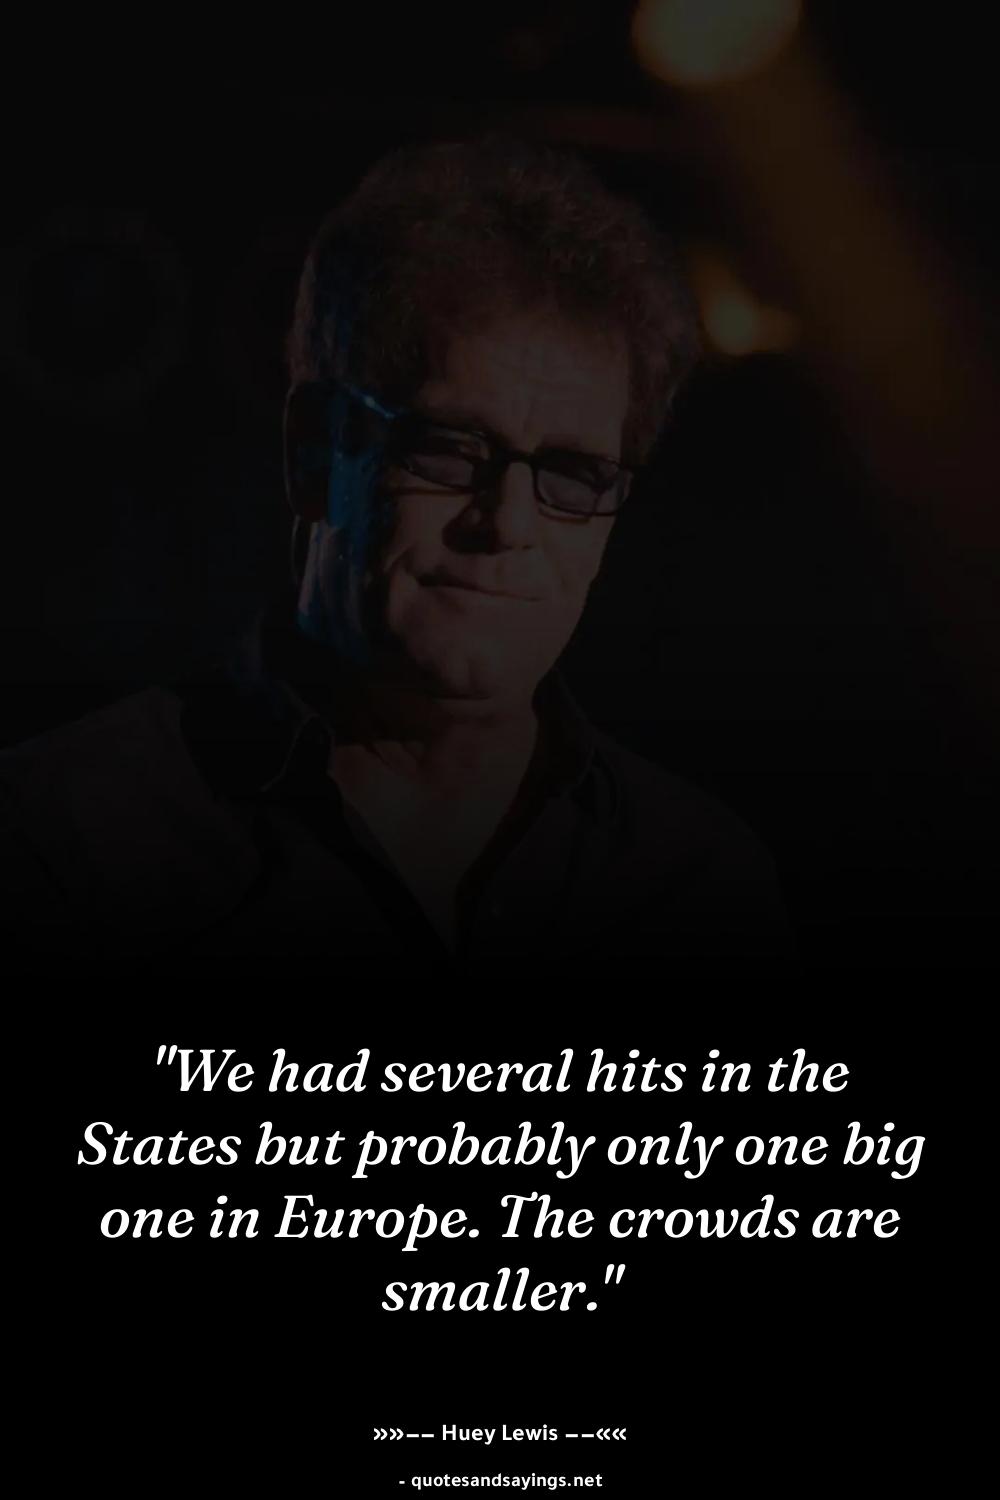 "We had several hits in the
States but probably only one big
one in Europe. The crowds are
smaller."
»»−− Huey Lewis −−««
- quotesandsayings.net